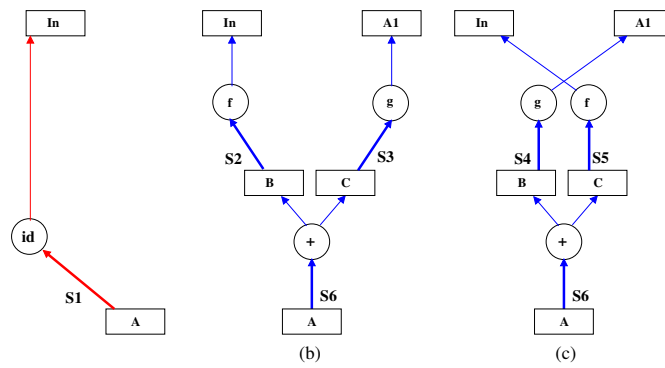 In
In
A1
In
A1
f
g
g
f
S2
S3
S4
S5
B
C
B
C
id
+
+
S1
S6
S6
A
A
A
(b)
(c)